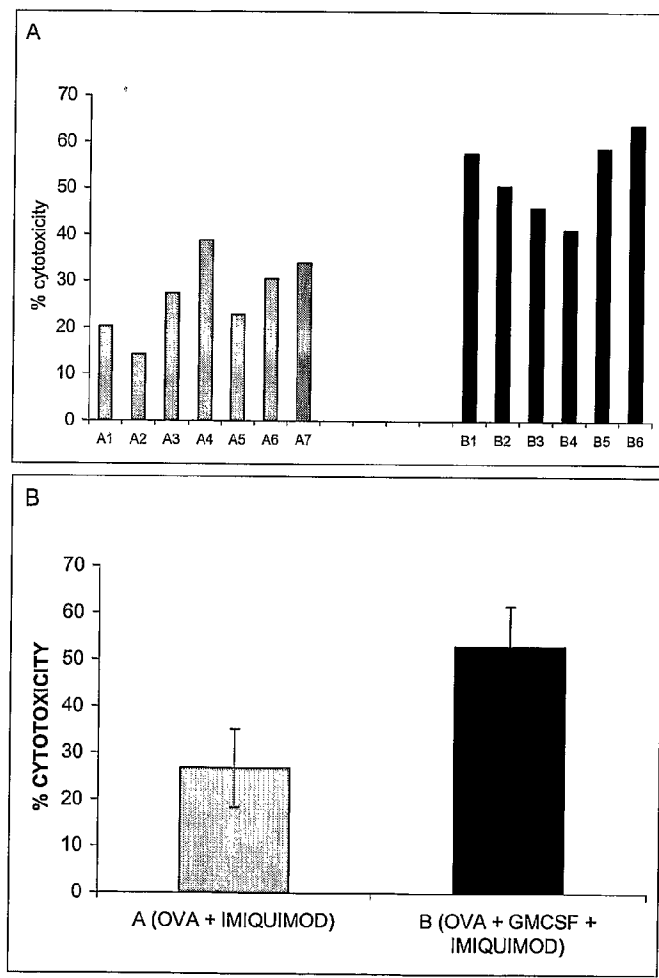 A
% cytotoxicity
70
60
50
40
30
20
10
0
A1 A2 A3 A4 A5 A6 A7 B1 B2 B3 B4 B5 B6
B
% CYTOTOXICITY
70
60
50
40
30
20
10
0
A (OVA + IMIQUIMOD) B (OVA + GMCSF +
IMIQUIMOD)